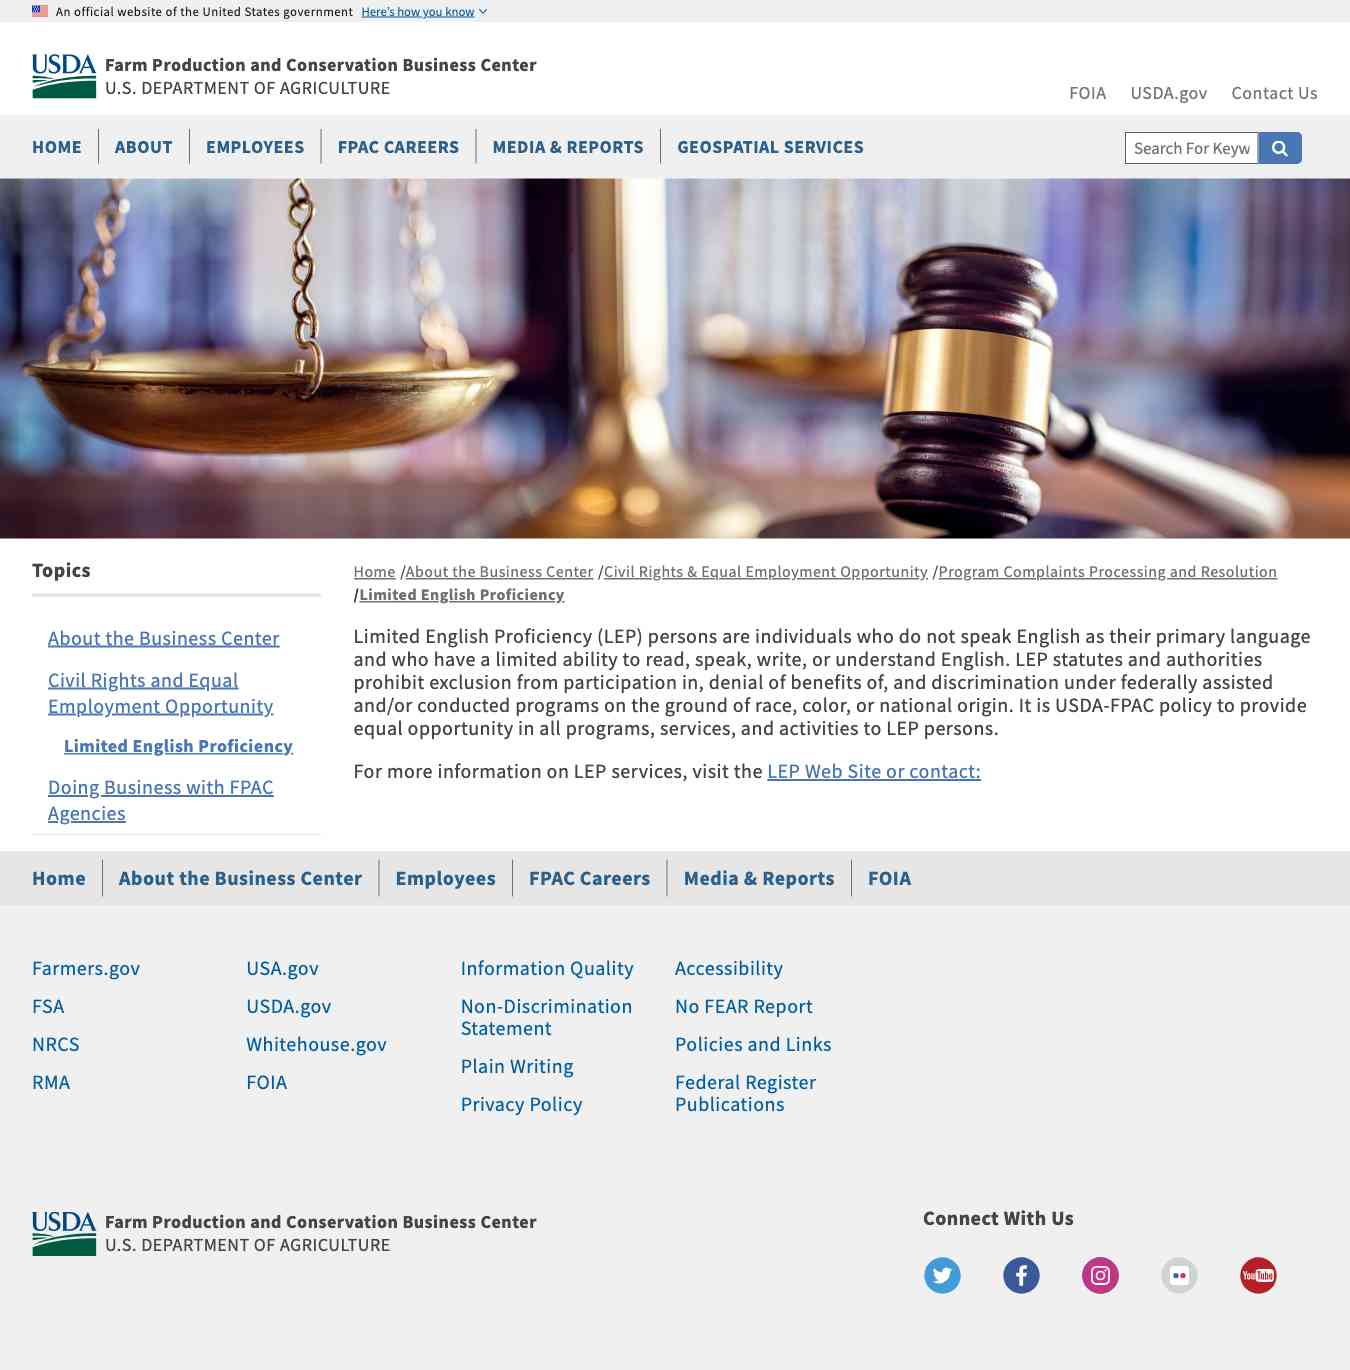 An official website of the United States government Here's how you know
USDA Farm Production and Conservation Business Center
U.S. DEPARTMENT OF AGRICULTURE
FOIA USDA.gov Contact Us
HOME ABOUT EMPLOYEES FPAC CAREERS MEDIA & REPORTS GEOSPATIAL SERVICES
Search For Keyw
Topics
About the Business Center
Civil Rights and Equal
Employment Opportunity
Limited English Proficiency
Doing Business with FPAC
Agencies
Home /About the Business Center /Civil Rights & Equal Employment Opportunity /Program Complaints Processing and Resolution
/Limited English Proficiency
Limited English Proficiency (LEP) persons are individuals who do not speak English as their primary language
and who have a limited ability to read, speak, write, or understand English. LEP statutes and authorities
prohibit exclusion from participation in, denial of benefits of, and discrimination under federally assisted
and/or conducted programs on the ground of race, color, or national origin. It is USDA-FPAC policy to provide
equal opportunity in all programs, services, and activities to LEP persons.
For more information on LEP services, visit the LEP Web Site or contact:
Home About the Business Center Employees FPAC Careers Media & Reports FOIA
Farmers.gov
FSA
NRCS
RMA
USA.gov
USDA.gov
Whitehouse.gov
FOIA
Information Quality
Non-Discrimination
Statement
Plain Writing
Privacy Policy
Accessibility
No FEAR Report
Policies and Links
Federal Register
Publications
USDA Farm Production and Conservation Business Center
U.S. DEPARTMENT OF AGRICULTURE
Connect With Us
YouTube